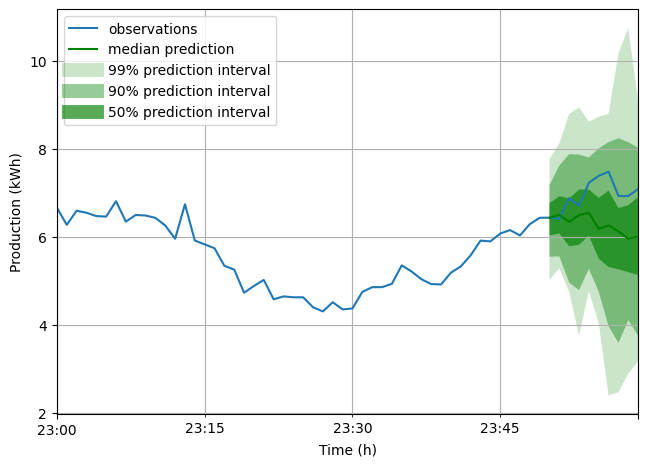 observations
median prediction
99% prediction interval
90% prediction interval
50% prediction interval
10
8
6
4
2
Production (kWh)
23:00
23:15
23:30
23:45
Time (h)